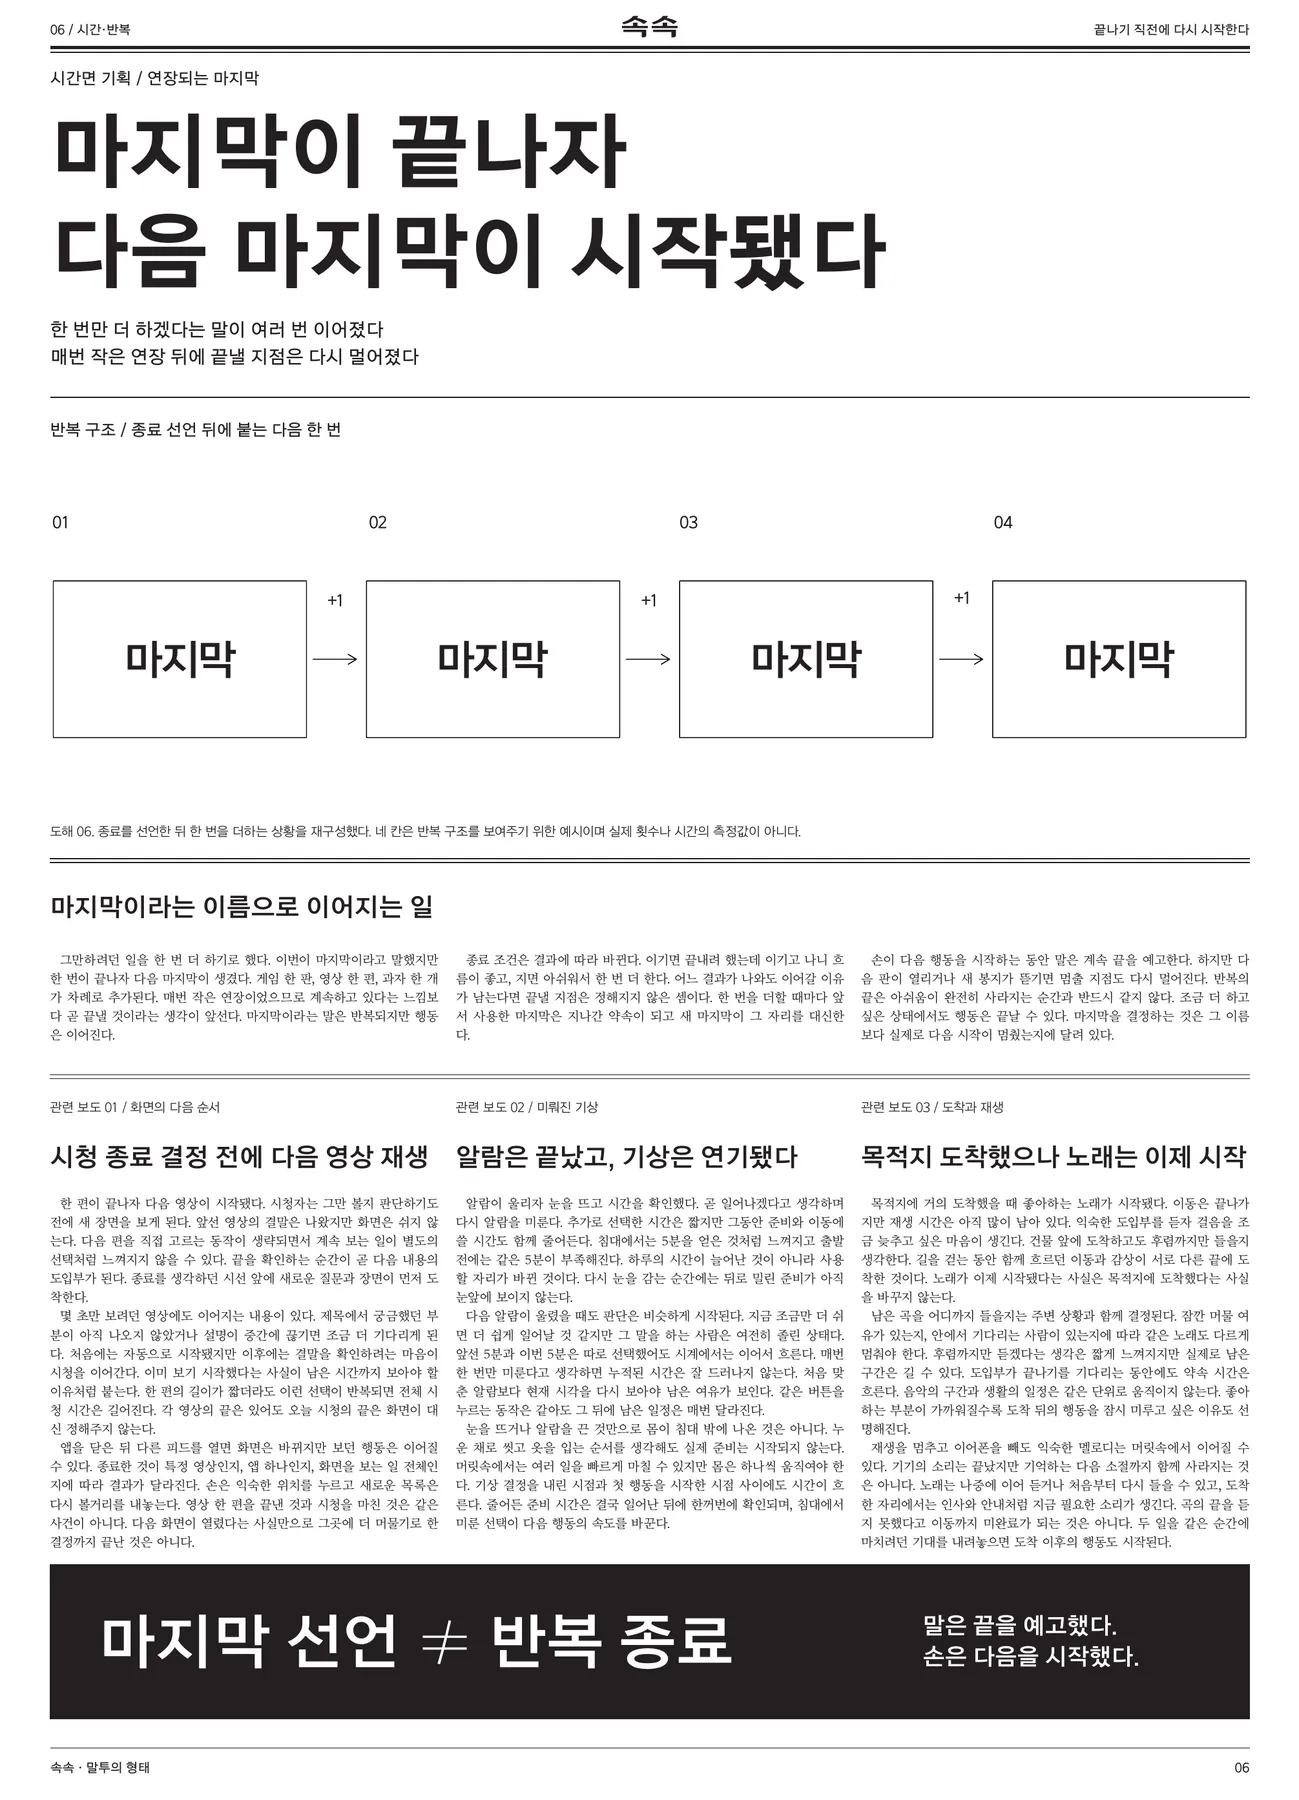 06 / 시간·반복
속속
끝나기 직전에 다시 시작한다
시간면 기획 / 연장되는 마지막
마지막이 끝나자
다음 마지막이 시작됐다
한 번만 더 하겠다는 말이 여러 번 이어졌다
매번 작은 연장 뒤에 끝낼 지점은 다시 멀어졌다
반복 구조 / 종료 선언 뒤에 붙는 다음 한 번
01
02
03
04
마지막
+1
마지막
+1
마지막
+1
마지막
도해 06. 종료를 선언한 뒤 한 번을 더하는 상황을 재구성했다. 네 칸은 반복 구조를 보여주기 위한 예시이며 실제 횟수나 시간의 측정값이 아니다.
마지막이라는 이름으로 이어지는 일
그만하려던 일을 한 번 더 하기로 했다. 이번이 마지막이라고 말했지만
한 번이 끝나자 다음 마지막이 생겼다. 게임 한 판, 영상 한 편, 과자 한 개
가 차례로 추가된다. 매번 작은 연장이었으므로 계속하고 있다는 느낌보
다 곧 끝낼 것이라는 생각이 앞선다. 마지막이라는 말은 반복되지만 행동
은 이어진다.
종료 조건은 결과에 따라 바뀐다. 이기면 끝내려 했는데 이기고 나니 흐
름이 좋고, 지면 아쉬워서 한 번 더 한다. 어느 결과가 나와도 이어갈 이유
가 남는다면 끝낼 지점은 정해지지 않은 셈이다. 한 번을 더할 때마다 앞
서 사용한 마지막은 지나간 약속이 되고 새 마지막이 그 자리를 대신한
다.
손이 다음 행동을 시작하는 동안 말은 계속 끝을 예고한다. 하지만 다
음 판이 열리거나 새 봉지가 뜯기면 멈출 지점도 다시 멀어진다. 반복의
끝은 아쉬움이 완전히 사라지는 순간과 반드시 같지 않다. 조금 더 하고
싶은 상태에서도 행동은 끝날 수 있다. 마지막을 결정하는 것은 그 이름
보다 실제로 다음 시작이 멈췄는지에 달려 있다.
관련 보도 01 / 화면의 다음 순서
시청 종료 결정 전에 다음 영상 재생
한 편이 끝나자 다음 영상이 시작됐다. 시청자는 그만 볼지 판단하기도
전에 새 장면을 보게 된다. 앞선 영상의 결말은 나왔지만 화면은 쉬지 않
는다. 다음 편을 직접 고르는 동작이 생략되면서 계속 보는 일이 별도의
선택처럼 느껴지지 않을 수 있다. 끝을 확인하는 순간이 곧 다음 내용의
도입부가 된다. 종료를 생각하던 시선 앞에 새로운 질문과 장면이 먼저 도
착한다.
몇 초만 보려던 영상에도 이어지는 내용이 있다. 제목에서 궁금했던 부
분이 아직 나오지 않았거나 설명이 중간에 끊기면 조금 더 기다리게 된
다. 처음에는 자동으로 시작됐지만 이후에는 결말을 확인하려는 마음이
시청을 이어간다. 이미 보기 시작했다는 사실이 남은 시간까지 보아야 할
이유처럼 붙는다. 한 편의 길이가 짧더라도 이런 선택이 반복되면 전체 시
청 시간은 길어진다. 각 영상의 끝은 있어도 오늘 시청의 끝은 화면이 대
신 정해주지 않는다.
앱을 닫은 뒤 다른 피드를 열면 화면은 바뀌지만 보던 행동은 이어질
수 있다. 종료한 것이 특정 영상인지, 앱 하나인지, 화면을 보는 일 전체인
지에 따라 결과가 달라진다. 손은 익숙한 위치를 누르고 새로운 목록은
다시 볼거리를 내놓는다. 영상 한 편을 끝낸 것과 시청을 마친 것은 같은
사건이 아니다. 다음 화면이 열렸다는 사실만으로 그곳에 더 머물기로 한
결정까지 끝난 것은 아니다.
관련 보도 02 / 미뤄진 기상
알람은 끝났고, 기상은 연기됐다
알람이 울리자 눈을 뜨고 시간을 확인했다. 곧 일어나겠다고 생각하며
다시 알람을 미룬다. 추가로 선택한 시간은 짧지만 그동안 준비와 이동에
쓸 시간도 함께 줄어든다. 침대에서는 5분을 얻은 것처럼 느껴지고 출발
전에는 같은 5분이 부족해진다. 하루의 시간이 늘어난 것이 아니라 사용
할 자리가 바뀐 것이다. 다시 눈을 감는 순간에는 뒤로 밀린 준비가 아직
눈앞에 보이지 않는다.
다음 알람이 울렸을 때도 판단은 비슷하게 시작된다. 지금 조금만 더 쉬
면 더 쉽게 일어날 것 같지만 그 말을 하는 사람은 여전히 졸린 상태다.
앞선 5분과 이번 5분은 따로 선택했어도 시계에서는 이어서 흐른다. 매번
한 번만 미룬다고 생각하면 누적된 시간은 잘 드러나지 않는다. 처음 맞
춘 알람보다 현재 시각을 다시 보아야 남은 여유가 보인다. 같은 버튼을
누르는 동작은 같아도 그 뒤에 남은 일정은 매번 달라진다.
눈을 뜨거나 알람을 끈 것만으로 몸이 침대 밖에 나온 것은 아니다. 누
운 채로 씻고 옷을 입는 순서를 생각해도 실제 준비는 시작되지 않는다.
머릿속에서는 여러 일을 빠르게 마칠 수 있지만 몸은 하나씩 움직여야 한
다. 기상 결정을 내린 시점과 첫 행동을 시작한 시점 사이에도 시간이 흐
른다. 줄어든 준비 시간은 결국 일어난 뒤에 한꺼번에 확인되며, 침대에서
미룬 선택이 다음 행동의 속도를 바꾼다.
관련 보도 03 / 도착과 재생
목적지 도착했으나 노래는 이제 시작
목적지에 거의 도착했을 때 좋아하는 노래가 시작됐다. 이동은 끝나가
지만 재생 시간은 아직 많이 남아 있다. 익숙한 도입부를 듣자 걸음을 조
금 늦추고 싶은 마음이 생긴다. 건물 앞에 도착하고도 후렴까지만 들을지
생각한다. 길을 걷는 동안 함께 흐르던 이동과 감상이 서로 다른 끝에 도
착한 것이다. 노래가 이제 시작됐다는 사실은 목적지에 도착했다는 사실
을 바꾸지 않는다.
남은 곡을 어디까지 들을지는 주변 상황과 함께 결정된다. 잠깐 머물 여
유가 있는지, 안에서 기다리는 사람이 있는지에 따라 같은 노래도 다르게
멈춰야 한다. 후렴까지만 듣겠다는 생각은 짧게 느껴지지만 실제로 남은
구간은 길 수 있다. 도입부가 끝나기를 기다리는 동안에도 약속 시간은
흐른다. 음악의 구간과 생활의 일정은 같은 단위로 움직이지 않는다. 좋아
하는 부분이 가까워질수록 도착 뒤의 행동을 잠시 미루고 싶은 이유도 선
명해진다.
재생을 멈추고 이어폰을 빼도 익숙한 멜로디는 머릿속에서 이어질 수
있다. 기기의 소리는 끝났지만 기억하는 다음 소절까지 함께 사라지는 것
은 아니다. 노래는 나중에 이어 듣거나 처음부터 다시 들을 수 있고, 도착
한 자리에서는 인사와 안내처럼 지금 필요한 소리가 생긴다. 곡의 끝을 듣
지 못했다고 이동까지 미완료가 되는 것은 아니다. 두 일을 같은 순간에
마치려던 기대를 내려놓으면 도착 이후의 행동도 시작된다.
마지막 선언 ≠ 반복 종료
말은 끝을 예고했다.
손은 다음을 시작했다.
속속 · 말투의 형태
06